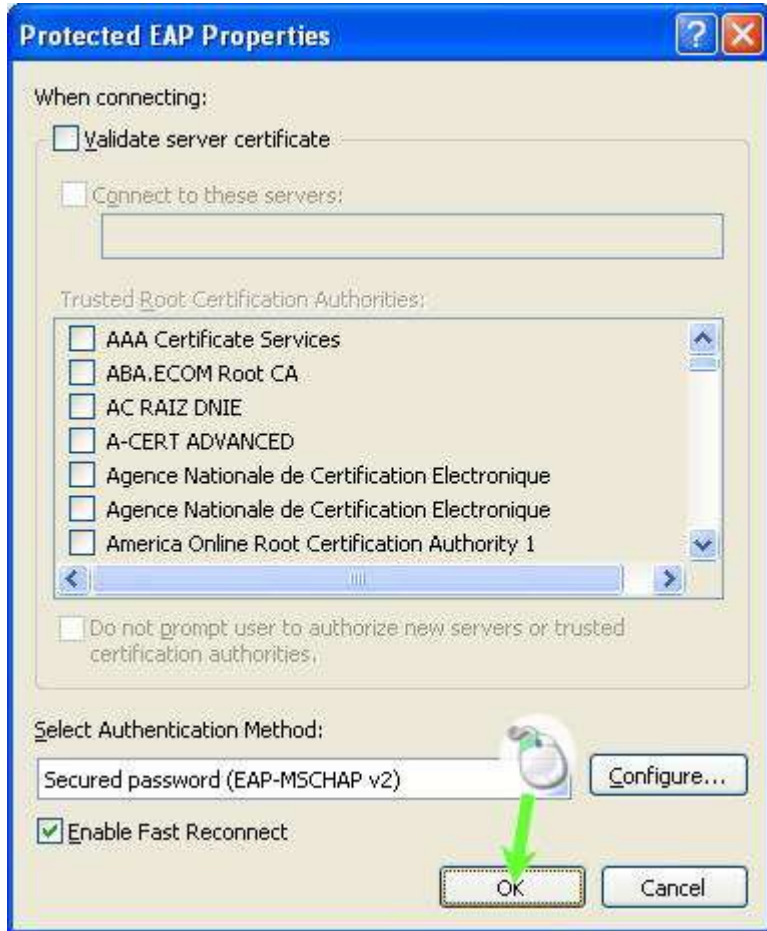 Protected EAP Properties
When connecting:
Validate server certificate
Connect to these servers:
Trusted Root Certification Authorities:
AAA Certificate Services
ABA.ECOM Root CA
AC RAIZ DNIE
A-CERT ADVANCED
Agence Nationale de Certification Electronique
Agence Nationale de Certification Electronique
America Online Root Certification Authority 1
Do not prompt user to authorize new servers or trusted
certification authorities.
Select Authentication Method:
Secured password (EAP-MSCHAP v2)
Configure...
Enable Fast Reconnect
OK
Cancel